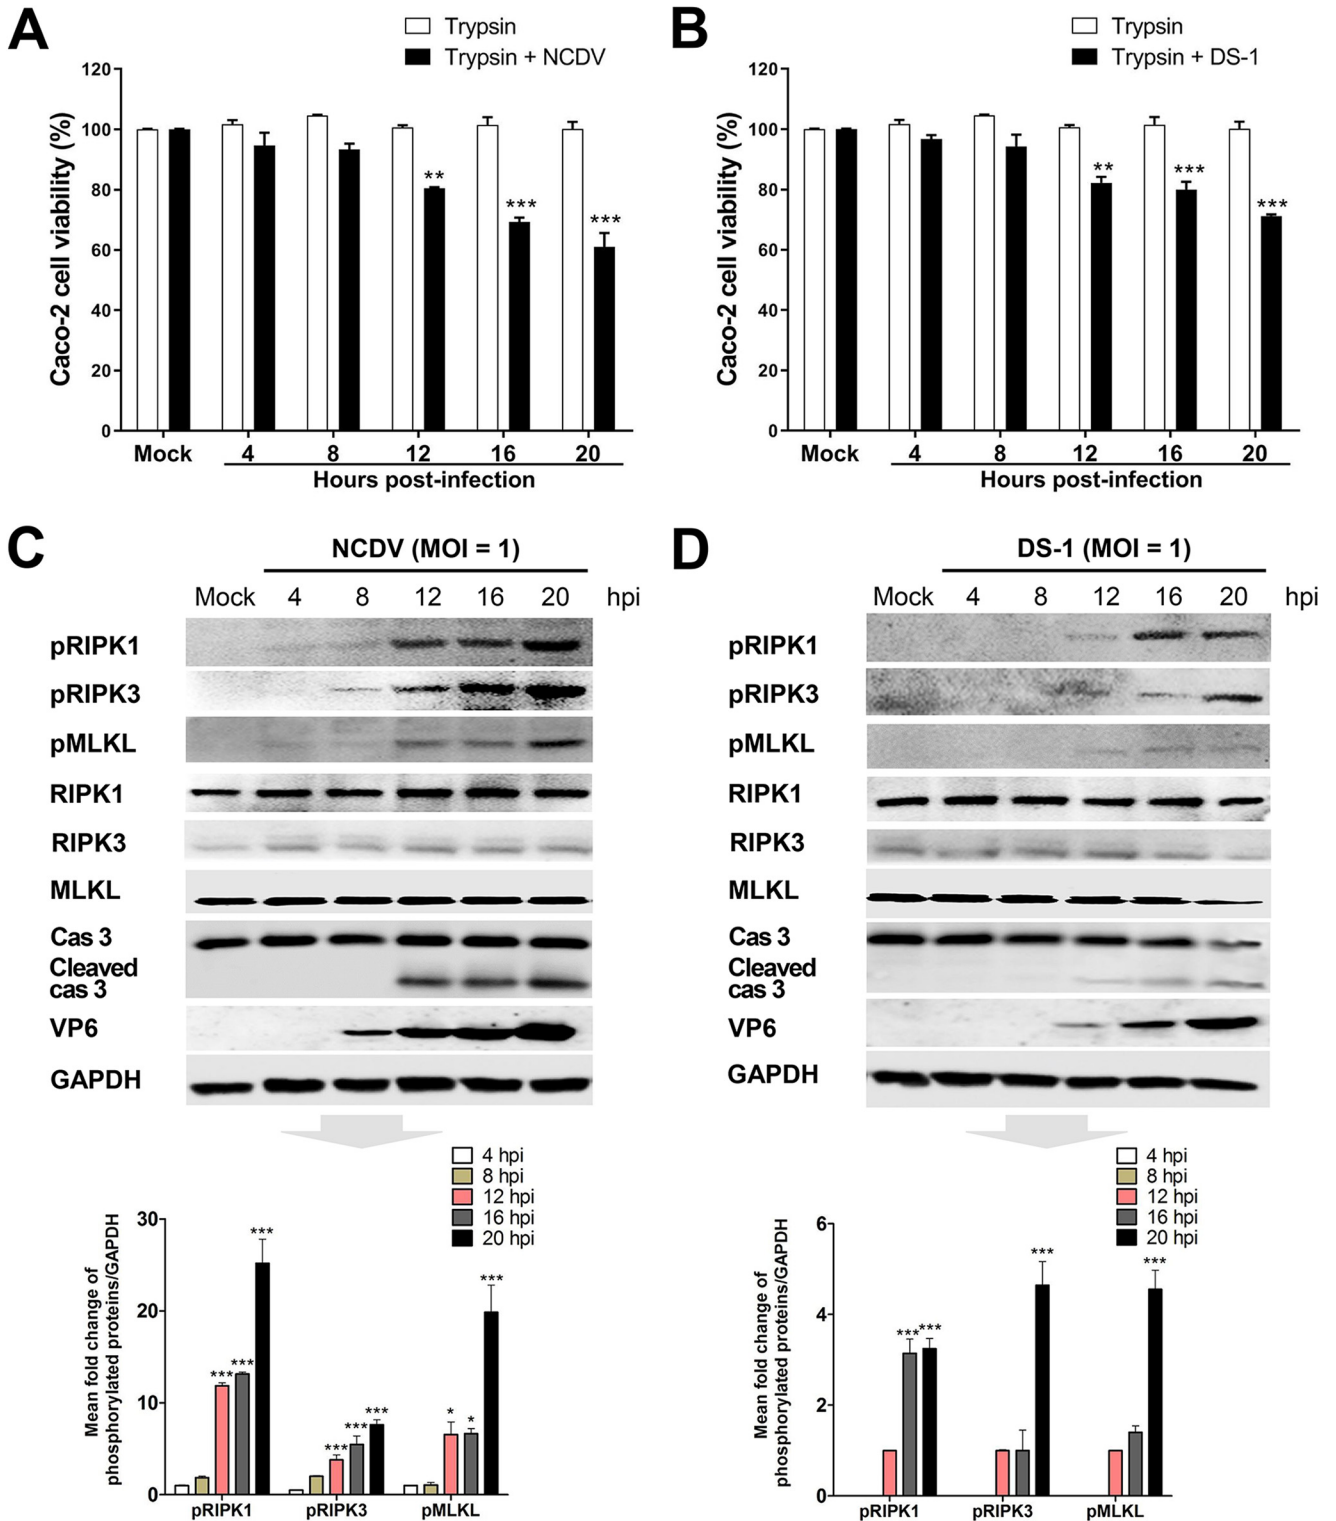 A
Trypsin
Trypsin + NCDV
120
100
80
60
40
20
0
Caco-2 cell viability (%)
**
***
***
Mock 4 8 12 16 20
Hours post-infection
B
Trypsin
Trypsin + DS-1
120
100
80
60
40
20
0
Caco-2 cell viability (%)
**
***
***
Mock 4 8 12 16 20
Hours post-infection
C
NCDV (MOI = 1)
Mock 4 8 12 16 20 hpi
pRIPK1
pRIPK3
pMLKL
RIPK1
RIPK3
MLKL
Cas 3
Cleaved
cas 3
VP6
GAPDH
4 hpi
8 hpi
12 hpi
16 hpi
20 hpi
Mean fold change of
phosphorylated proteins/GAPDH
30
20
10
0
*** *** ***
*** *** ***
* * ***
pRIPK1 pRIPK3 pMLKL
D
DS-1 (MOI = 1)
Mock 4 8 12 16 20 hpi
pRIPK1
pRIPK3
pMLKL
RIPK1
RIPK3
MLKL
Cas 3
Cleaved
cas 3
VP6
GAPDH
4 hpi
8 hpi
12 hpi
16 hpi
20 hpi
Mean fold change of
phosphorylated proteins/GAPDH
6
4
2
0
*** ***
***
***
pRIPK1 pRIPK3 pMLKL